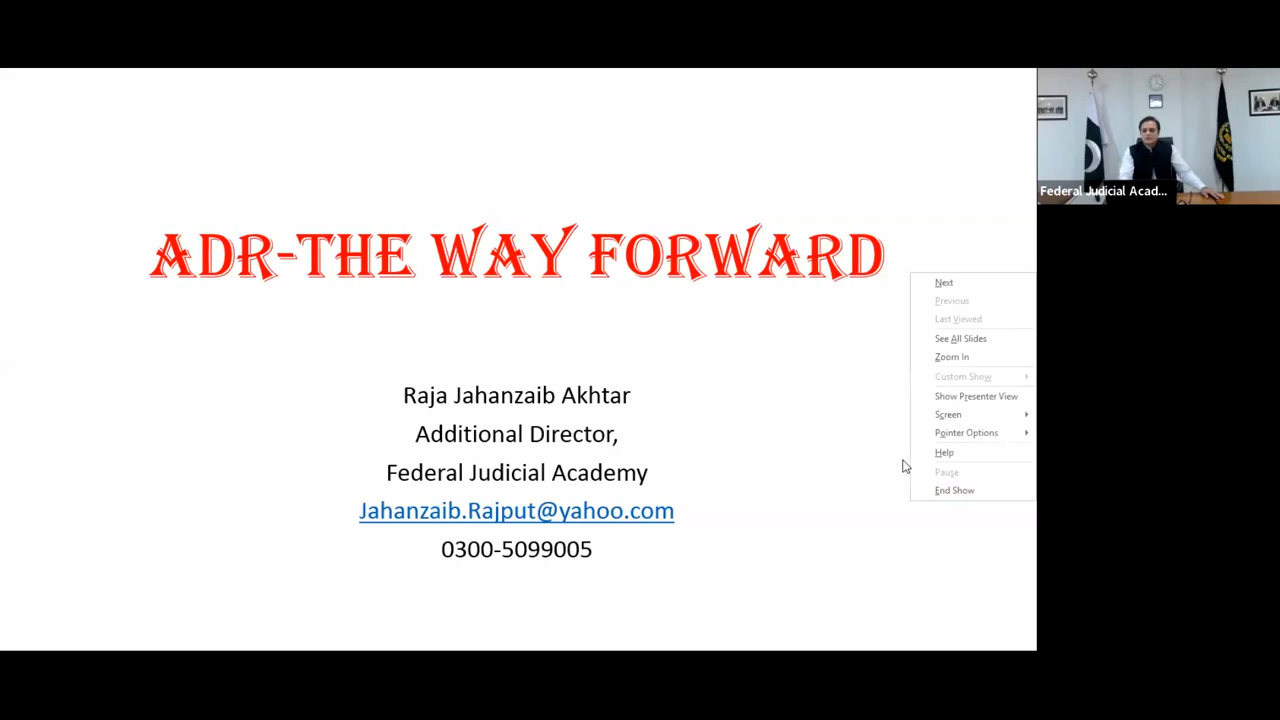 ADR-THE WAY FORWARD
Raja Jahanzaib Akhtar
Additional Director,
Federal Judicial Academy
Jahanzaib.Rajput@yahoo.com
0300-5099005
Next
Previous
Last Viewed
See All Slides
Zoom In
Custom Show
Show Presenter View
Screen
Pointer Options
Help
Pause
End Show
Federal Judicial Acad...